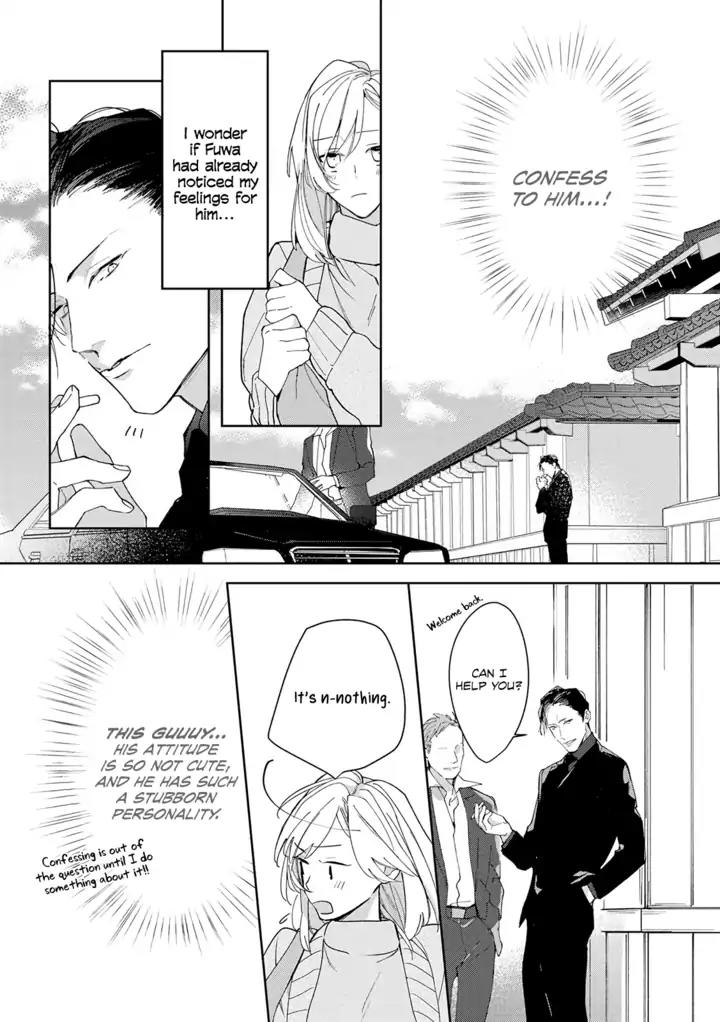 CONFESS
TO HIM...!
I wonder
if Fuwa
had already
noticed my
feelings for
him...
Welcome back.
CAN I
HELP YOU?
It's n-nothing.
THIS GUUUY...
HIS ATTITUDE
IS SO NOT CUTE,
AND HE HAS SUCH
A STUBBORN
PERSONALITY.
Confessing is out of
the question until I do
something about it!!